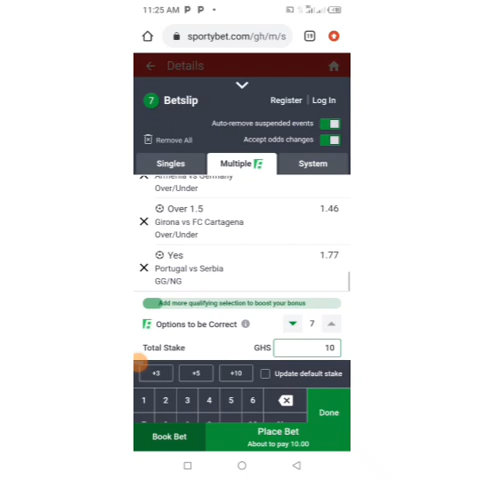 11:25 AM P P •
sportybet.com/gh/m/s
Details
7 Betslip Register | Log In
Auto-remove suspended events
Remove All Accept odds changes
Singles Multiple F System
Armenia vs Germany
Over/Under
Over 1.5 1.46
Girona vs FC Cartagena
Over/Under
Yes 1.77
Portugal vs Serbia
GG/NG
Add more qualifying selection to boost your bonus
F Options to be Correct i 7
Total Stake GHS 10
+3 +5 +10 Update default stake
1 2 3 4 5 6 Done
Book Bet Place Bet
About to pay 10.00